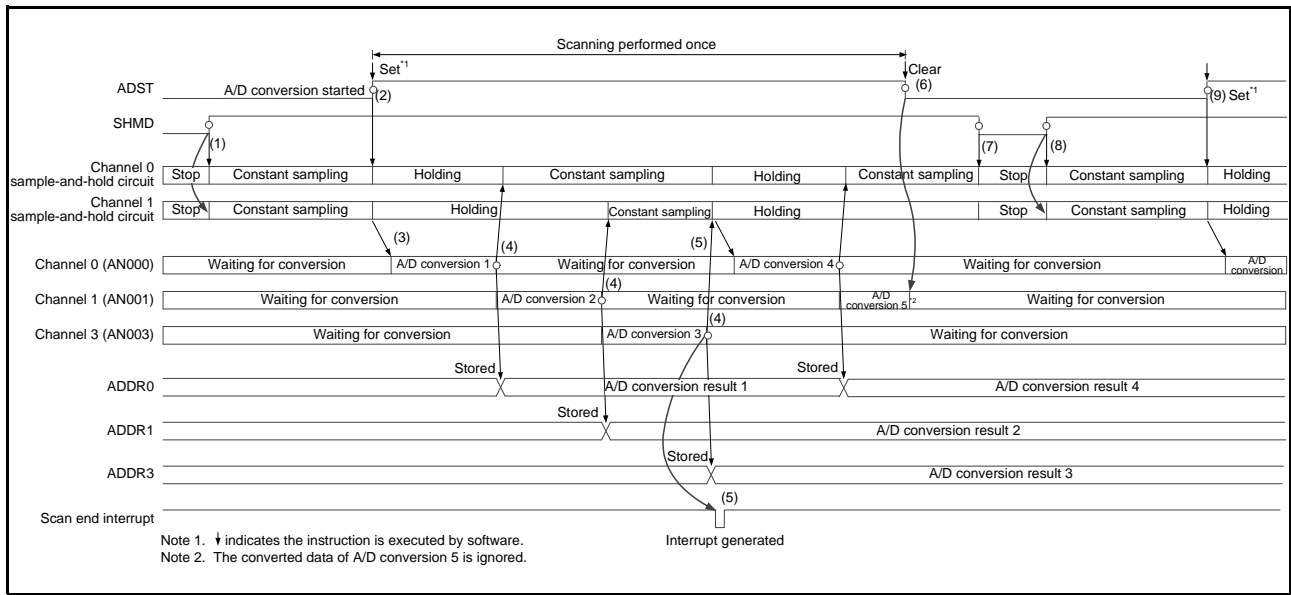 Scanning performed once
Set*1
Clear
ADST
A/D conversion started
(2)
(6)
(9) Set*1
SHMD
(1)
(7)
(8)
Channel 0
sample-and-hold circuit
Stop
Constant sampling
Holding
Constant sampling
Holding
Constant sampling
Stop
Constant sampling
Holding
Channel 1
sample-and-hold circuit
Stop
Constant sampling
Holding
Constant sampling
Holding
Stop
Constant sampling
Holding
(3)
(4)
(5)
Channel 0 (AN000)
Waiting for conversion
A/D conversion 1
Waiting for conversion
A/D conversion 4
Waiting for conversion
A/D
conversion
(4)
Channel 1 (AN001)
Waiting for conversion
A/D conversion 2
Waiting for conversion
A/D
conversion 5*2
Waiting for conversion
(4)
Channel 3 (AN003)
Waiting for conversion
A/D conversion 3
Waiting for conversion
Stored
Stored
ADDR0
A/D conversion result 1
A/D conversion result 4
Stored
ADDR1
A/D conversion result 2
Stored
ADDR3
A/D conversion result 3
(5)
Scan end interrupt
Interrupt generated
Note 1. indicates the instruction is executed by software.
Note 2. The converted data of A/D conversion 5 is ignored.